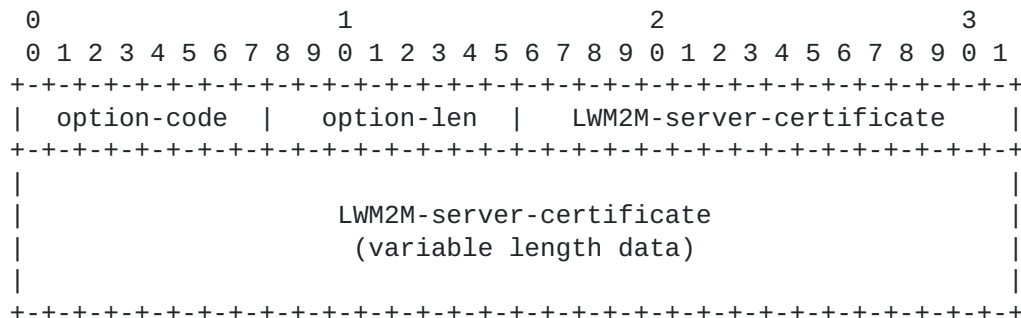 0                   1                   2                   3
 0 1 2 3 4 5 6 7 8 9 0 1 2 3 4 5 6 7 8 9 0 1 2 3 4 5 6 7 8 9 0 1
+-+-+-+-+-+-+-+-+-+-+-+-+-+-+-+-+-+-+-+-+-+-+-+-+-+-+-+-+-+-+-+-+
|  option-code  |   option-len  |   LWM2M-server-certificate    |
+-+-+-+-+-+-+-+-+-+-+-+-+-+-+-+-+-+-+-+-+-+-+-+-+-+-+-+-+-+-+-+-+
|                                                               |
|                    LWM2M-server-certificate                   |
|                     (variable length data)                    |
|                                                               |
+-+-+-+-+-+-+-+-+-+-+-+-+-+-+-+-+-+-+-+-+-+-+-+-+-+-+-+-+-+-+-+-+